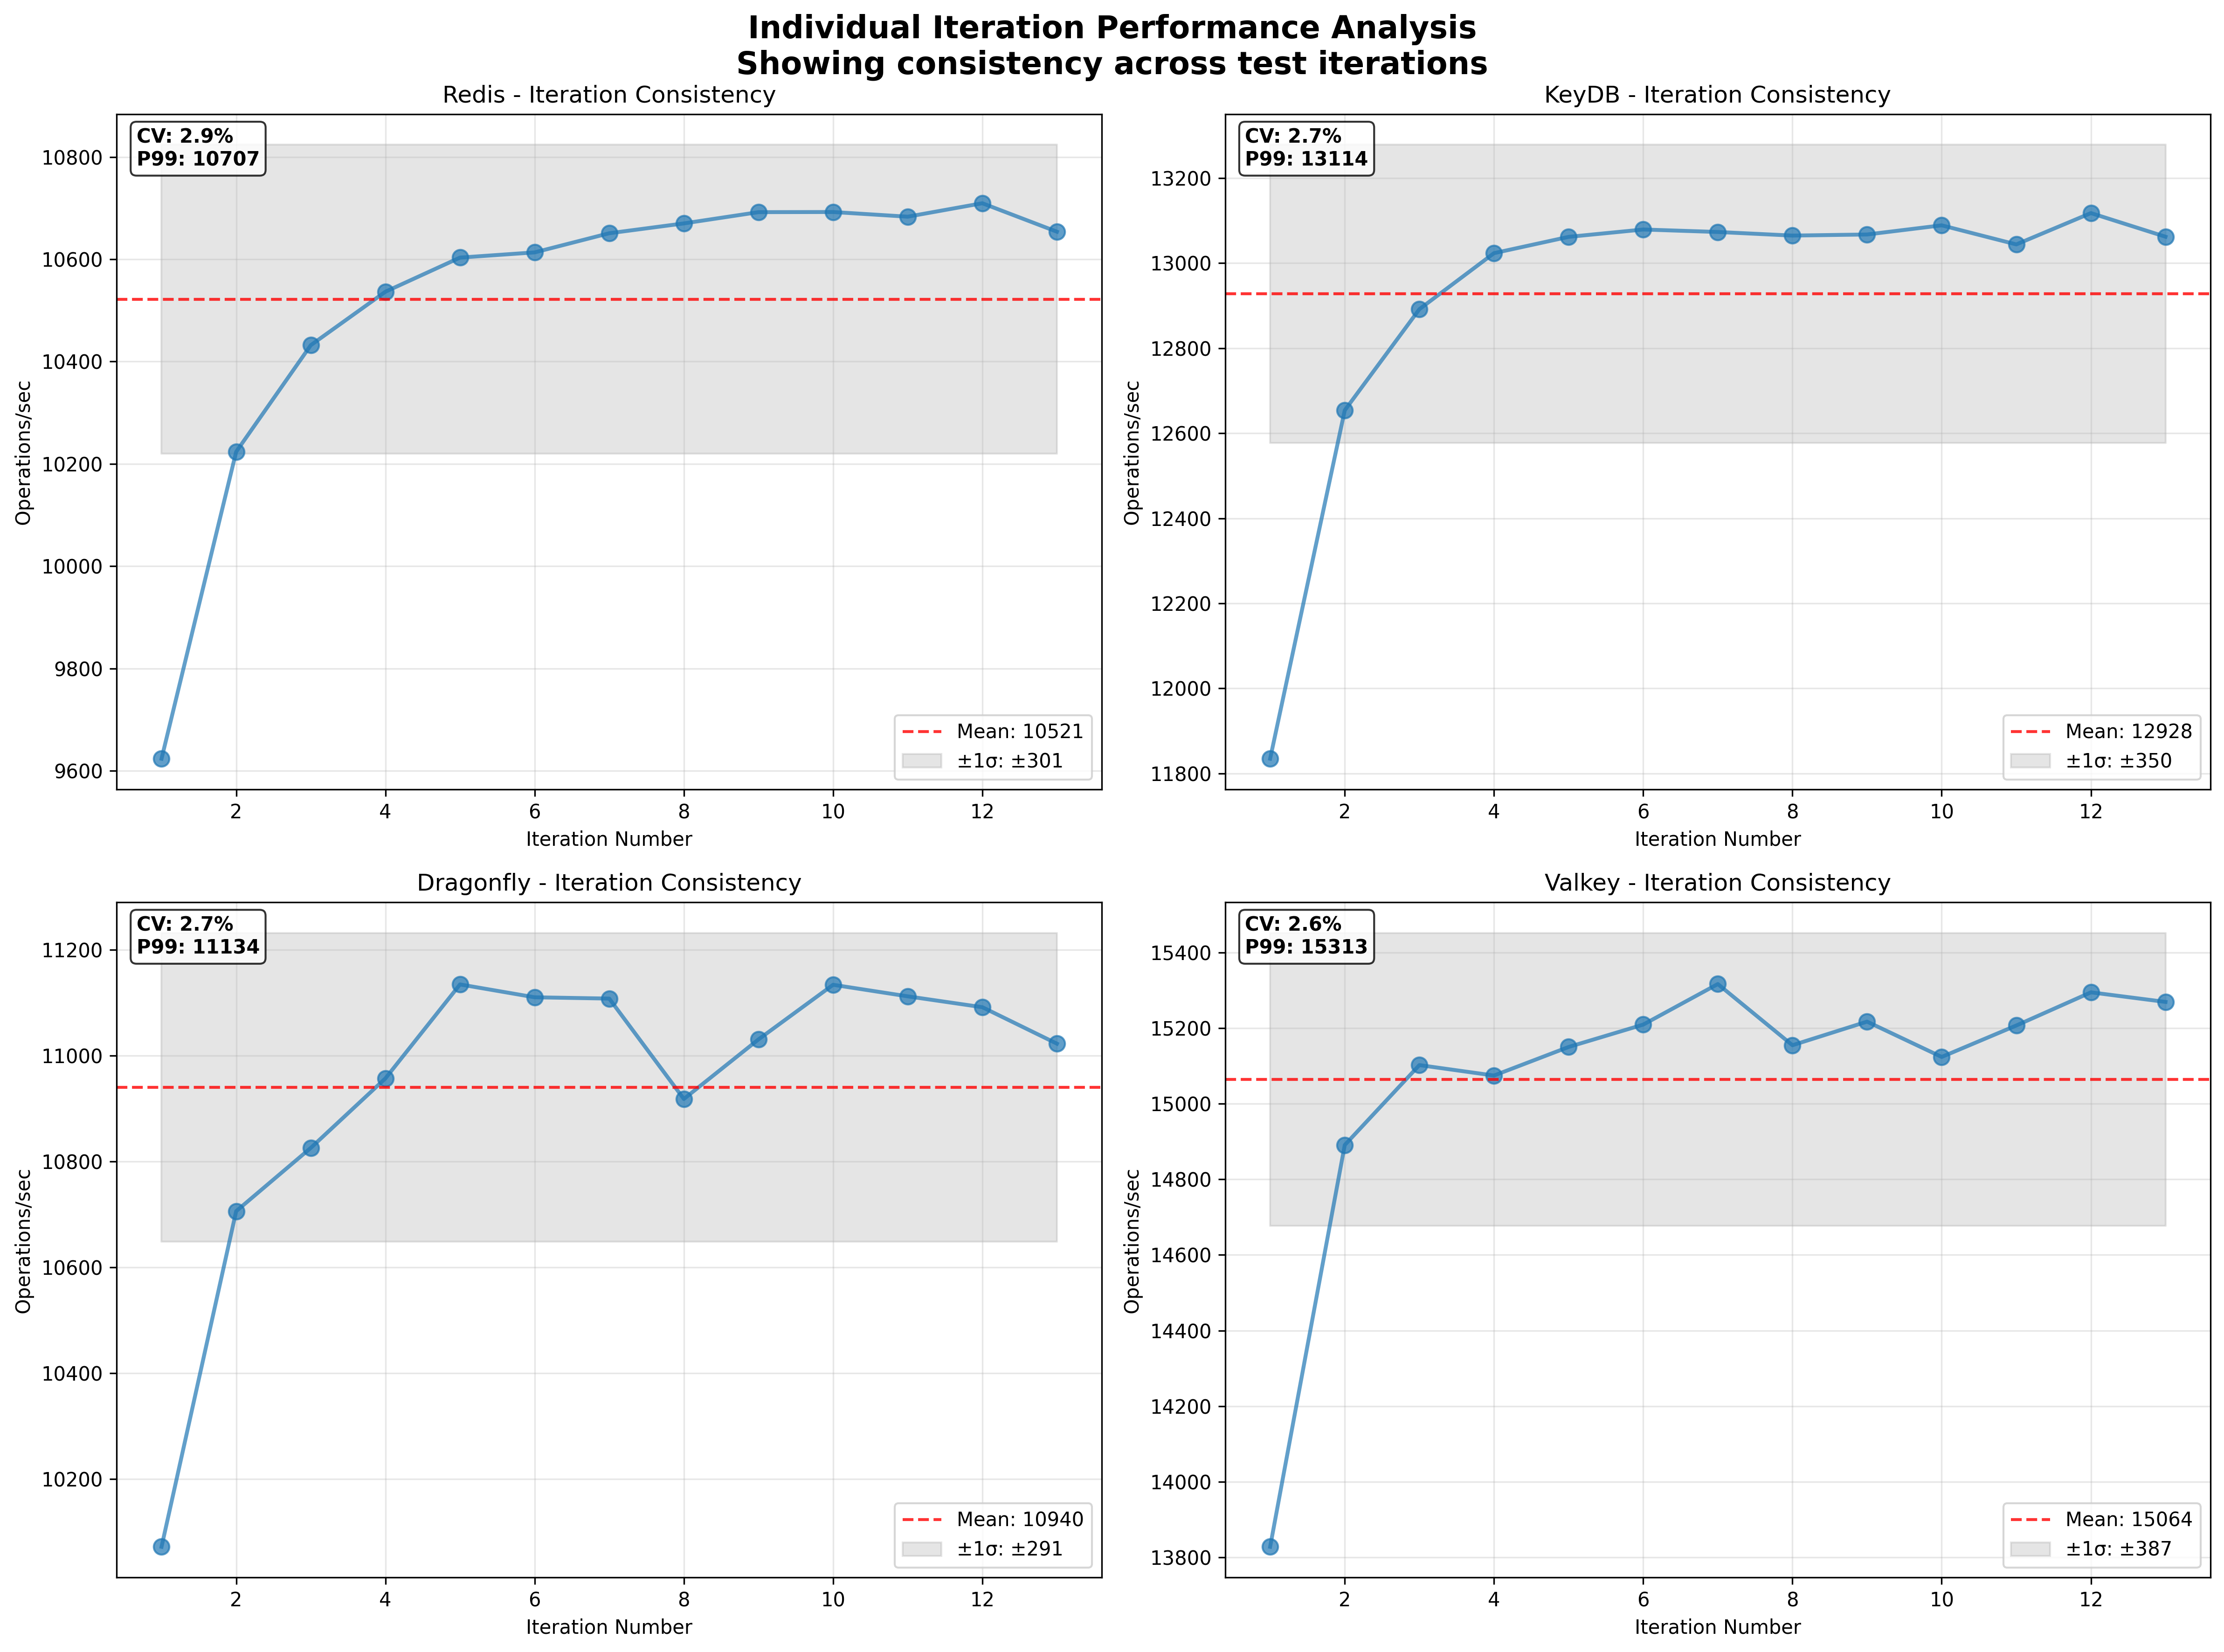 Individual Iteration Performance Analysis
Showing consistency across test iterations
Redis - Iteration Consistency
CV: 2.9%
P99: 10707
10800
10600
10400
10200
10000
9800
9600
Operations/sec
Mean: 10521
±1σ: ±301
2 4 6 8 10 12
Iteration Number
KeyDB - Iteration Consistency
CV: 2.7%
P99: 13114
13200
13000
12800
12600
12400
12200
12000
11800
Operations/sec
Mean: 12928
±1σ: ±350
2 4 6 8 10 12
Iteration Number
Dragonfly - Iteration Consistency
CV: 2.7%
P99: 11134
11200
11000
10800
10600
10400
10200
Operations/sec
Mean: 10940
±1σ: ±291
2 4 6 8 10 12
Iteration Number
Valkey - Iteration Consistency
CV: 2.6%
P99: 15313
15400
15200
15000
14800
14600
14400
14200
14000
13800
Operations/sec
Mean: 15064
±1σ: ±387
2 4 6 8 10 12
Iteration Number